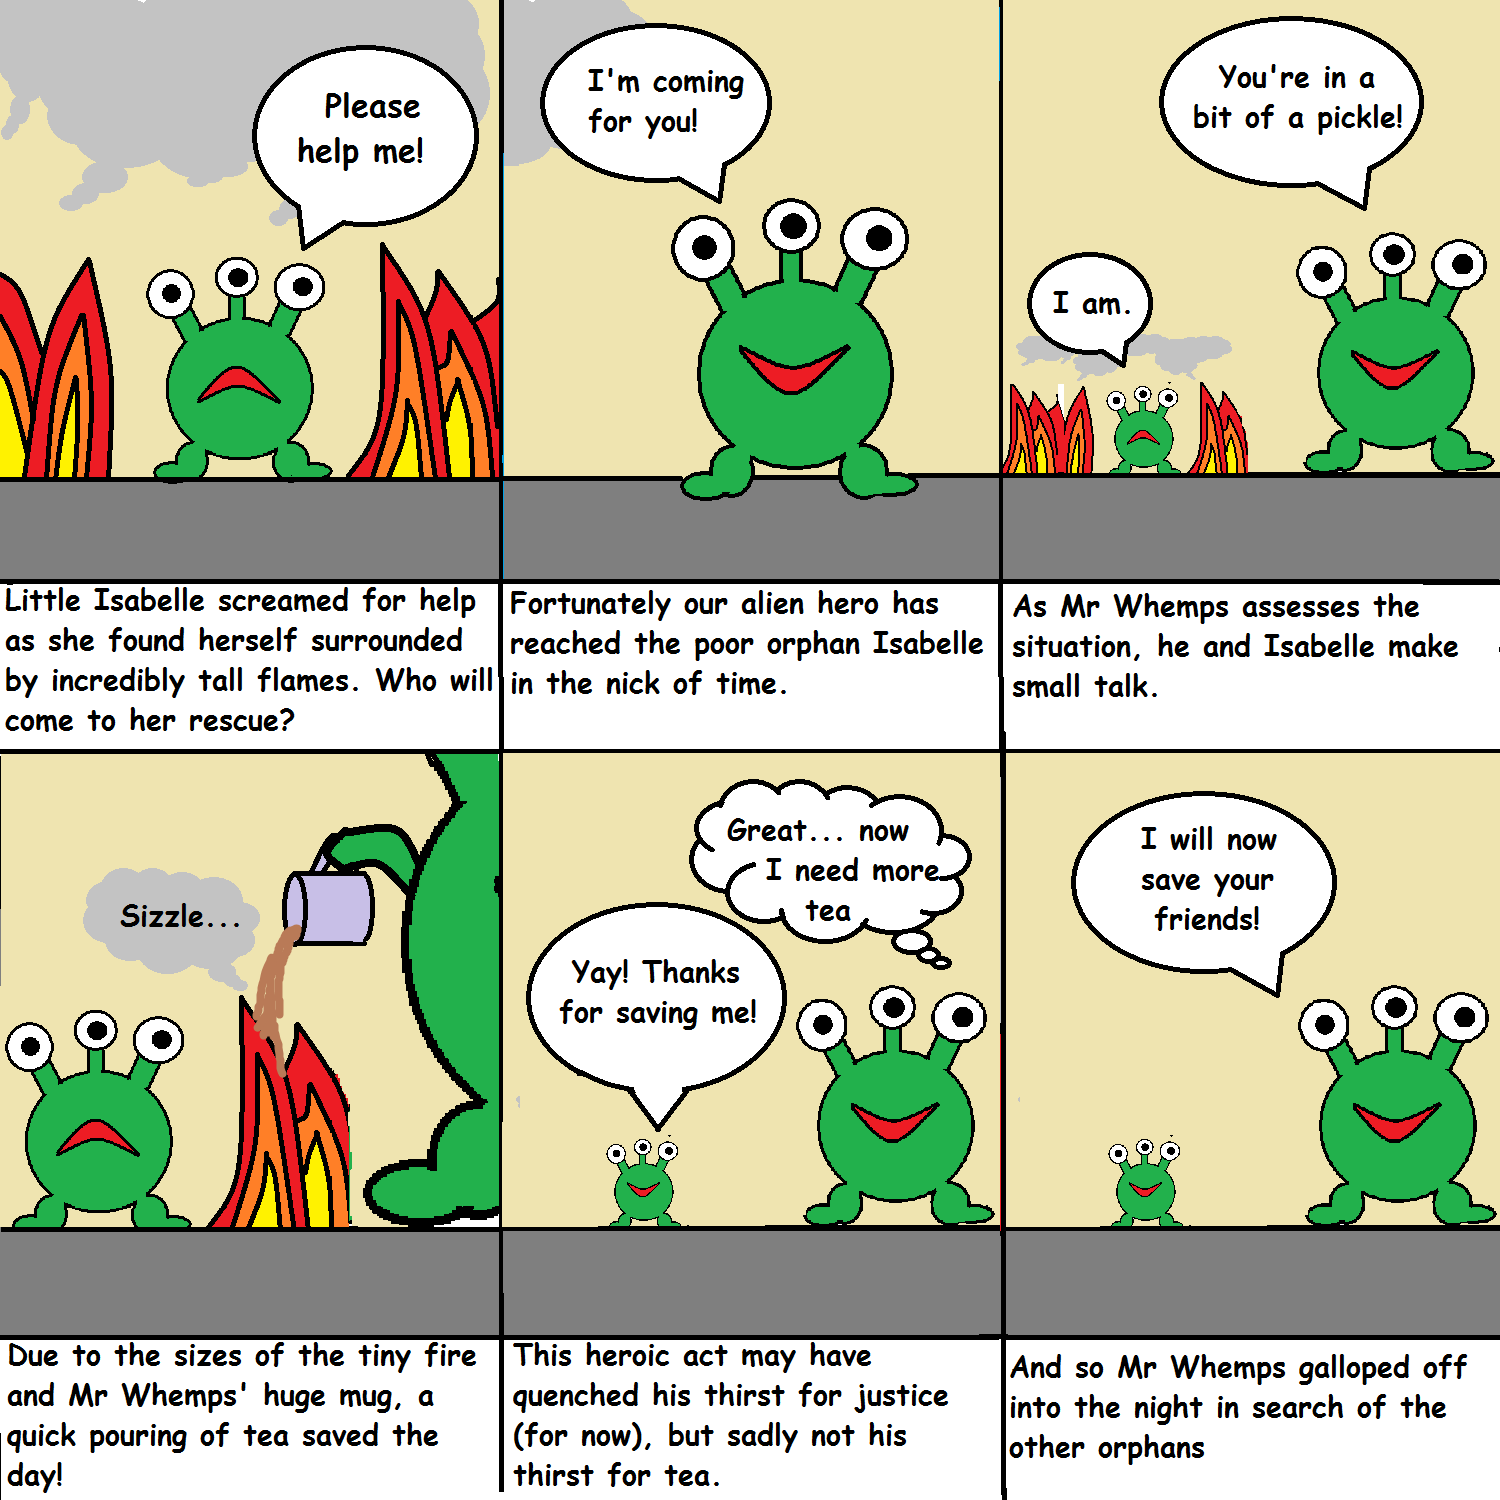 Please
help me!
I'm coming
for you!
You're in a
bit of a pickle!
I am.
Little Isabelle screamed for help
as she found herself surrounded
by incredibly tall flames. Who will
come to her rescue?
Fortunately our alien hero has
reached the poor orphan Isabelle
in the nick of time.
As Mr Whemps assesses the
situation, he and Isabelle make
small talk.
Sizzle...
Great... now
I need more
tea
Yay! Thanks
for saving me!
I will now
save your
friends!
Due to the sizes of the tiny fire
and Mr Whemps' huge mug, a
quick pouring of tea saved the
day!
This heroic act may have
quenched his thirst for justice
(for now), but sadly not his
thirst for tea.
And so Mr Whemps galloped off
into the night in search of the
other orphans